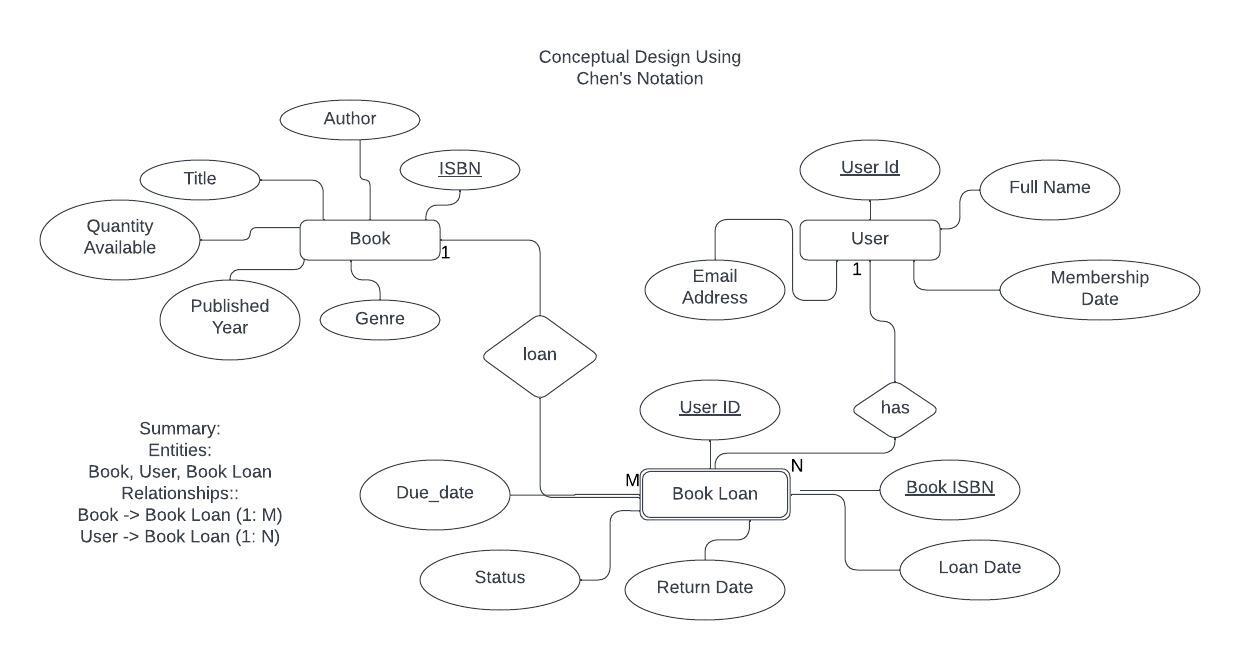 Conceptual Design Using
Chen's Notation
Author
ISBN
Title
Quantity
Available
Book
1
Published
Year
Genre
User Id
Full Name
User
1
Email
Address
Membership
Date
loan
has
User ID
Summary:
Entities:
Book, User, Book Loan
Relationships::
Book -> Book Loan (1: M)
User -> Book Loan (1: N)
M
N
Due_date
Book Loan
Book ISBN
Status
Return Date
Loan Date